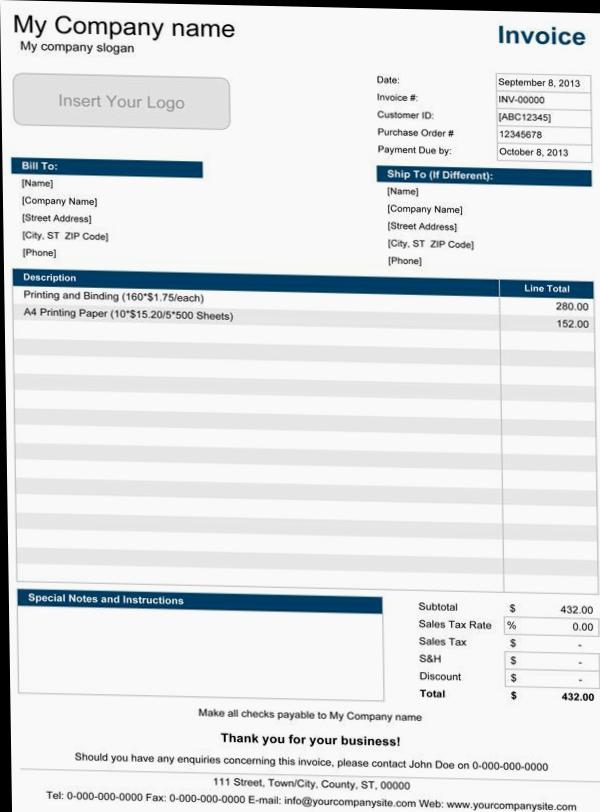 My Company name
My company slogan
Invoice
Insert Your Logo
Date: September 8, 2013
Invoice #: INV-00000
Customer ID: [ABC12345]
Purchase Order # 12345678
Payment Due by: October 8, 2013
Bill To:
[Name]
[Company Name]
[Street Address]
[City, ST ZIP Code]
[Phone]
Ship To (If Different):
[Name]
[Company Name]
[Street Address]
[City, ST ZIP Code]
[Phone]
Description Line Total
Printing and Binding (160*$1.75/each) 280.00
A4 Printing Paper (10*$15.20/5*500 Sheets) 152.00
Special Notes and Instructions
Subtotal $ 432.00
Sales Tax Rate % 0.00
Sales Tax $ -
S&H $ -
Discount $ -
Total $ 432.00
Make all checks payable to My Company name
Thank you for your business!
Should you have any enquiries concerning this invoice, please contact John Doe on 0-000-000-0000
111 Street, Town/City, County, ST, 00000
Tel: 0-000-000-0000 Fax: 0-000-000-0000 E-mail: info@yourcompanysite.com Web: www.yourcompanysite.com